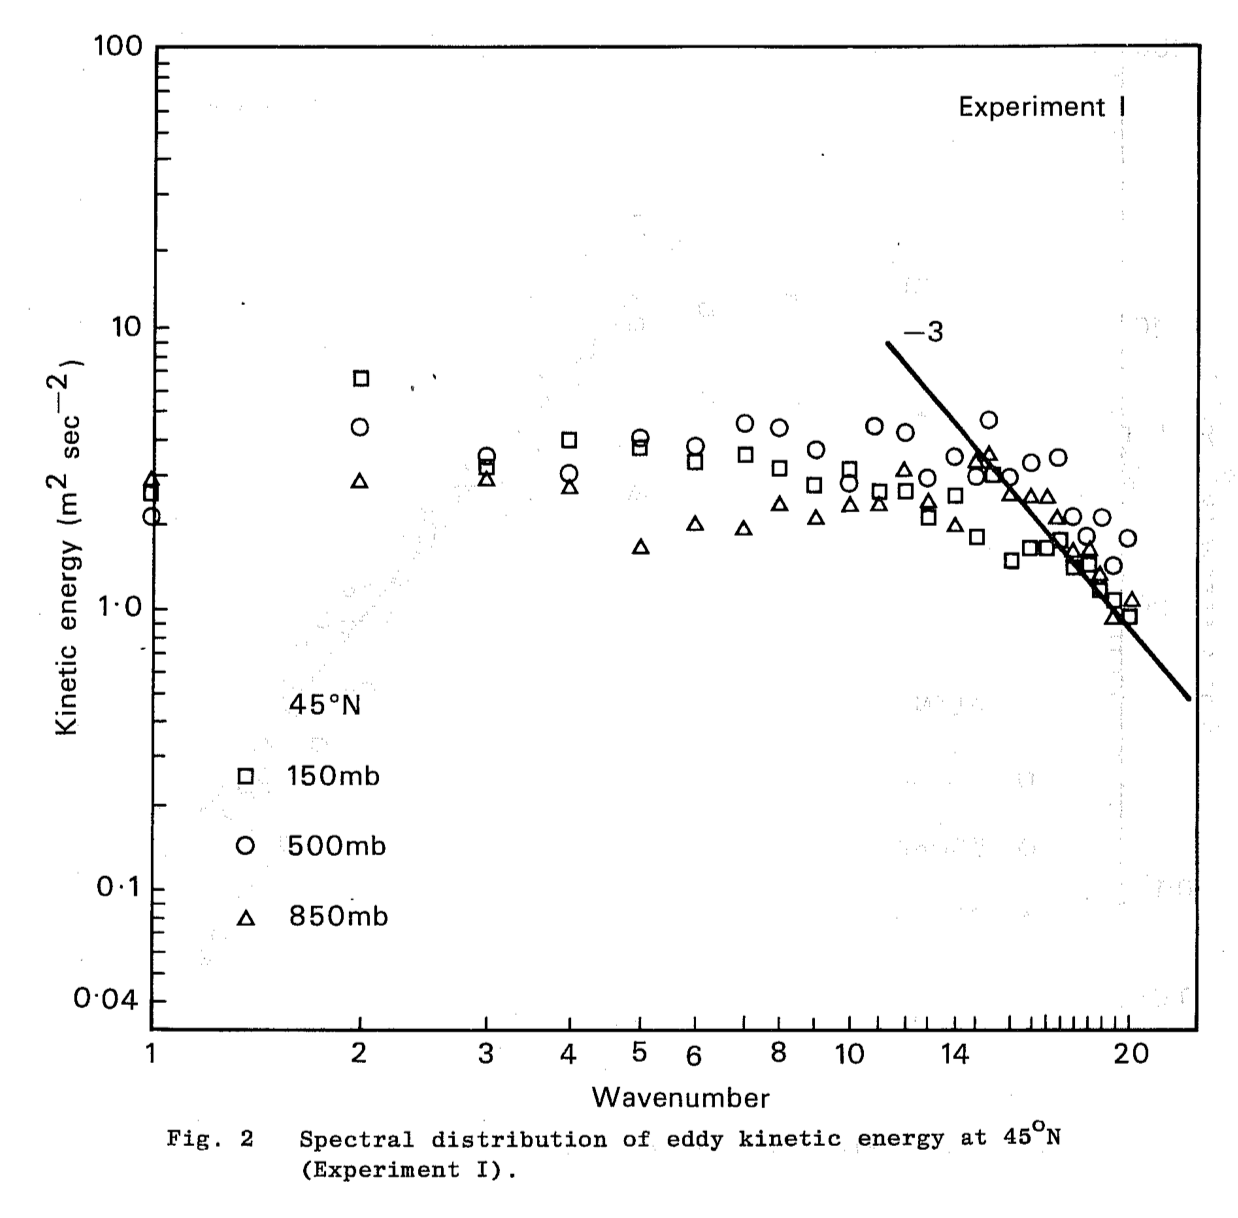 100
Experiment I
10
−3
Kinetic energy (m² sec⁻²)
1·0
45°N
150mb
500mb
0·1
850mb
0·04
1 2 3 4 5 6 8 10 14 20
Wavenumber
Fig. 2 Spectral distribution of eddy kinetic energy at 45°N
(Experiment I).